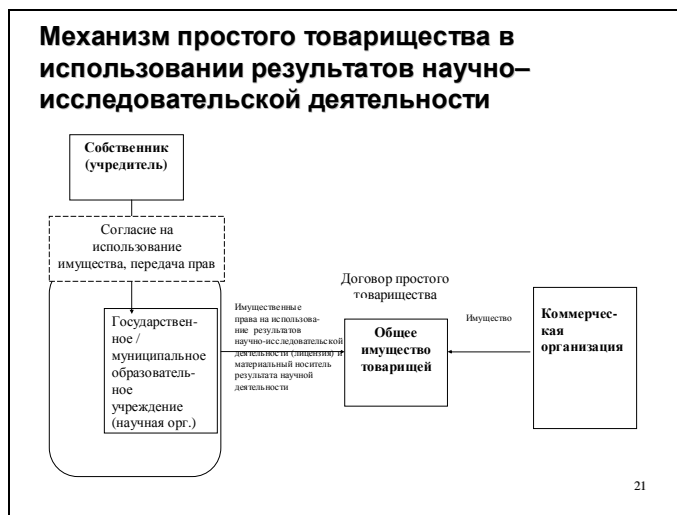 Механизм простого товарищества в
использовании результатов научно–
исследовательской деятельности
Собственник
(учредитель)
Согласие на
использование
имущества, передача прав
Государствен-
ное /
муниципальное
образователь-
ное
учреждение
(научная орг.)
Имущественные
права на использова-
ние результатов
научно-исследовательской
деятельности (лицензия) и
материальный носитель
результата научной
деятельности
Договор простого
товарищества
Общее
имущество
товарищей
Имущество
Коммерчес-
кая
организация
21